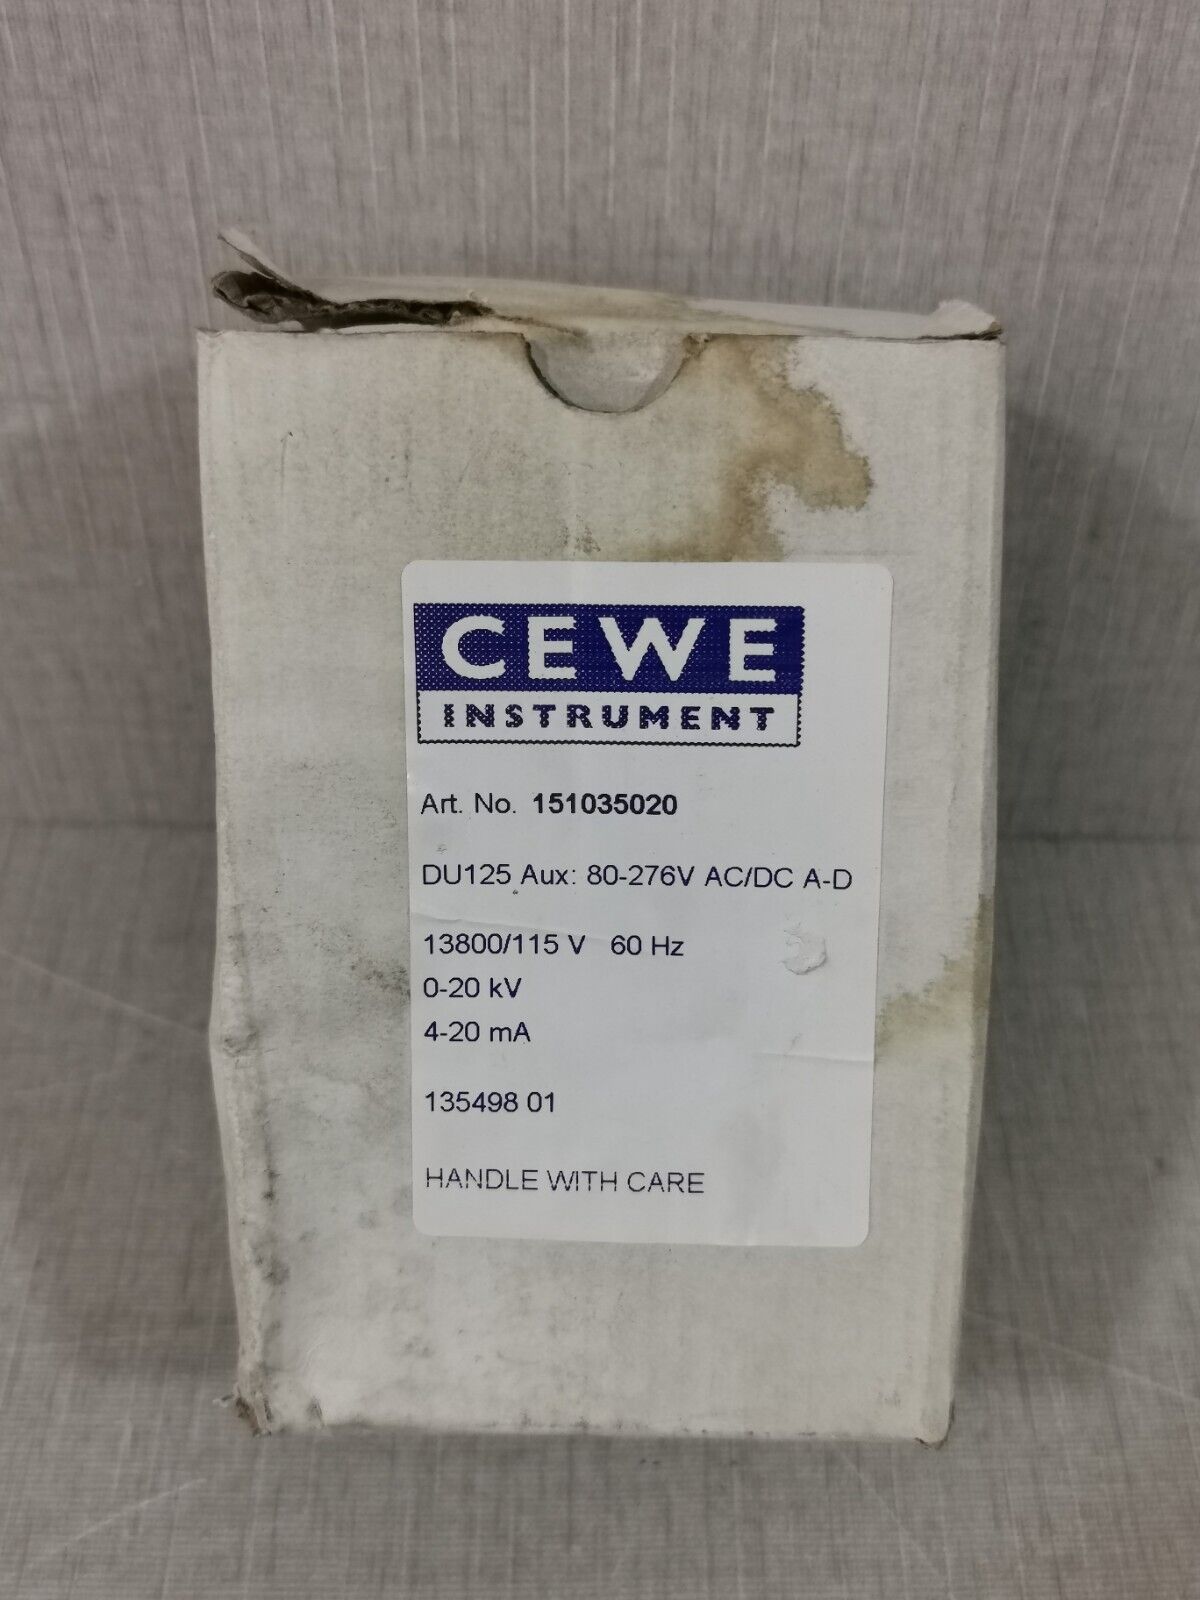 CEWE
INSTRUMENT
Art. No. 151035020
DU125 Aux: 80-276V AC/DC A-D
13800/115 V 60 Hz
0-20 kV
4-20 mA
135498 01
HANDLE WITH CARE